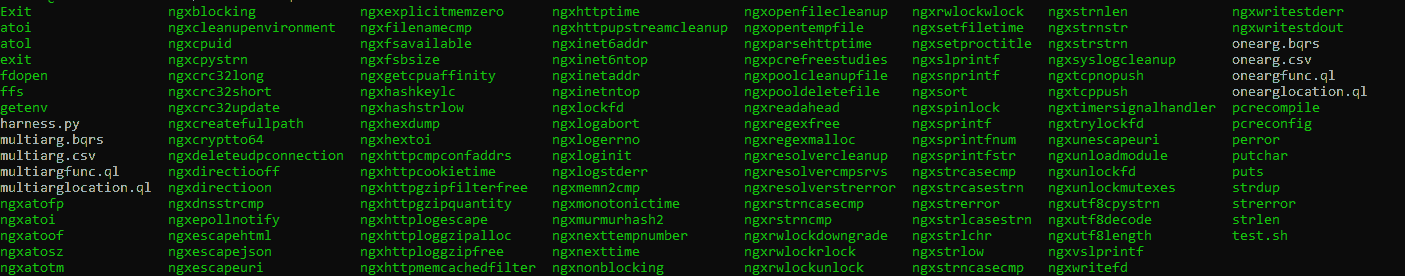 Exit ngxblocking ngxexplicitmemzero ngxhttptime ngxopenfilecleanup ngxrwlockwlock ngxstrnlen ngxwritestderr
atoi ngxcleanupenvironment ngxfilenamecmp ngxhttpupstreamcleanup ngxopentempfile ngxsetfiletime ngxstrnstr ngxwritestdout
atol ngxcpuid ngxfsavailable ngxinet6addr ngxparsehttptime ngxsetproctitle ngxstrstrn onearg.bqrs
exit ngxcpystrn ngxfsbsize ngxinet6ntop ngxpcrefreestudies ngxslprintf ngxsyslogcleanup onearg.csv
fdopen ngxcrc32long ngxgetcpuaffinity ngxinetaddr ngxpoolcleanupfile ngxsnprintf ngxtcpnopush oneargfunc.ql
ffs ngxcrc32short ngxhashkeylc ngxinetntop ngxpooldeletefile ngxsort ngxtcppush onearglocation.ql
getenv ngxcrc32update ngxhashstrlow ngxlockfd ngxreadahead ngxspinlock ngxtimersignalhandler pcrecompile
harness.py ngxcreatefullpath ngxhexdump ngxlogabort ngxregexfree ngxsprintf ngxtrylockfd pcreconfig
multiarg.bqrs ngxcryptto64 ngxhextoi ngxlogerrno ngxregexmalloc ngxsprintfnum ngxunescapeuri perror
multiarg.csv ngxdeleteudpconnection ngxhttpcmpconfaddrs ngxloginit ngxresolvercleanup ngxsprintfstr ngxunloadmodule putchar
multiargfunc.ql ngxdirectiooff ngxhttpcookietime ngxlogstderr ngxresolvercmpsrvs ngxstrcasecmp ngxunlockfd puts
multiarglocation.ql ngxdirectioon ngxhttpgzipfilterfree ngxmemn2cmp ngxresolverstrerror ngxstrcasestrn ngxunlockmutexes strdup
ngxatofp ngxdnsstrcmp ngxhttpgzipquantity ngxmonotonictime ngxrstrncasecmp ngxstrerror ngxutf8cpystrn strerror
ngxatoi ngxepollnotify ngxhttplogescape ngxmurmurhash2 ngxrstrncmp ngxstrlcasestrn ngxutf8decode strlen
ngxatoof ngxescapehtml ngxhttploggzipalloc ngxnexttempnumber ngxrwlockdowngrade ngxstrlchr ngxutf8length test.sh
ngxatosz ngxescapejson ngxhttploggzipfree ngxnexttime ngxrwlockrlock ngxstrlow ngxvslprintf
ngxatotm ngxescapeuri ngxhttpmemcachedfilter ngxnonblocking ngxrwlockunlock ngxstrncasecmp ngxwritefd